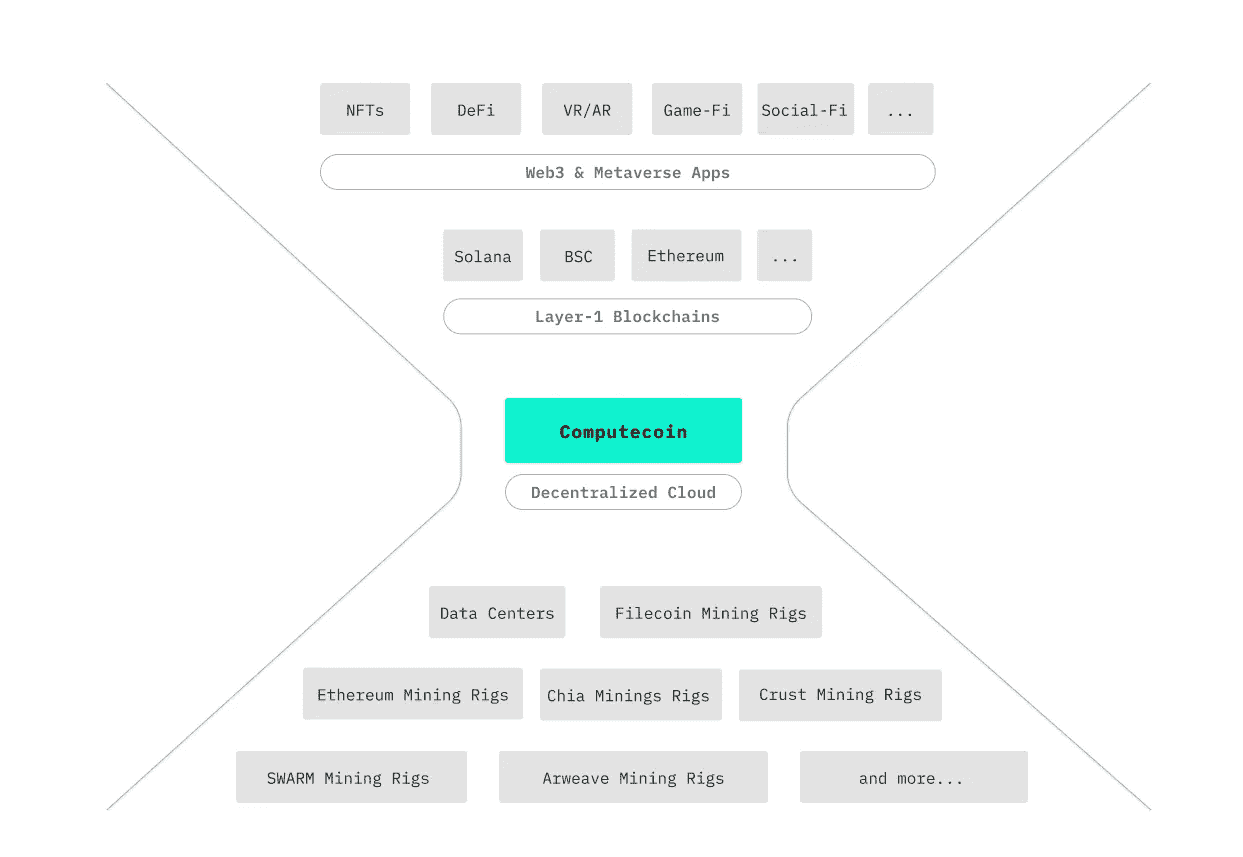 NFTs DeFi VR/AR Game-Fi Social-Fi ...
Web3 & Metaverse Apps
Solana BSC Ethereum ...
Layer-1 Blockchains
Computecoin
Decentralized Cloud
Data Centers Filecoin Mining Rigs
Ethereum Mining Rigs Chia Minings Rigs Crust Mining Rigs
SWARM Mining Rigs Arweave Mining Rigs and more...